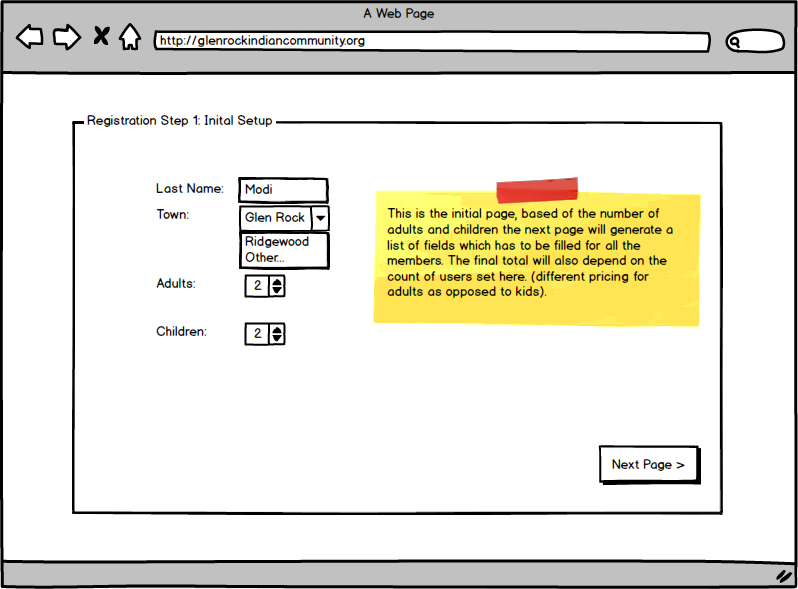 A Web Page
http://glenrockindiancommunity.org
Registration Step 1: Inital Setup
Last Name: Modi
Town: Glen Rock
Ridgewood
Other...
Adults: 2
Children: 2
This is the initial page, based of the number of
adults and children the next page will generate a
list of fields which has to be filled for all the
members. The final total will also depend on the
count of users set here. (different pricing for
adults as opposed to kids).
Next Page >